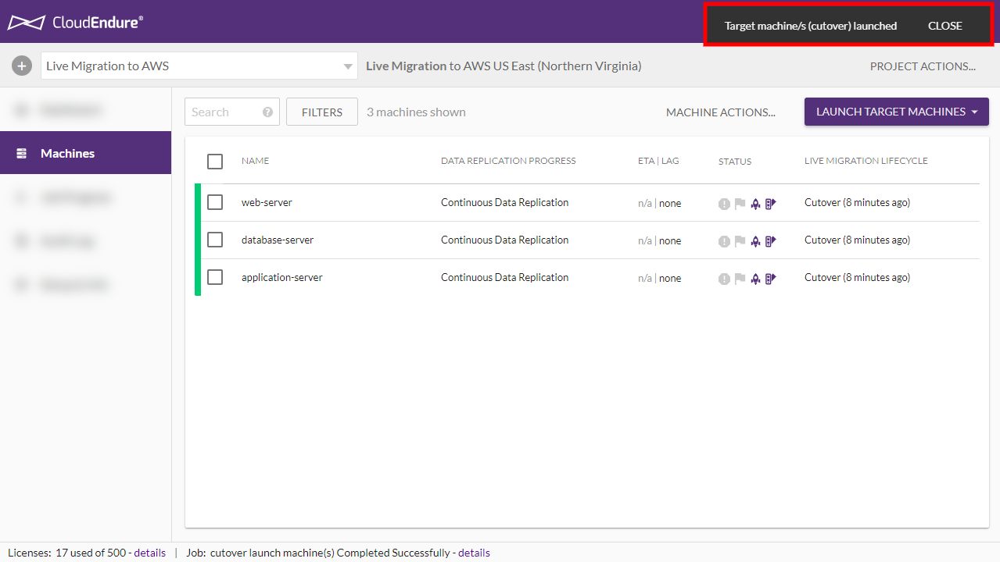 CloudEndure®
Target machine/s (cutover) launched CLOSE
Live Migration to AWS
Live Migration to AWS US East (Northern Virginia)
PROJECT ACTIONS...
Machines
Search
FILTERS
3 machines shown
MACHINE ACTIONS...
LAUNCH TARGET MACHINES
NAME DATA REPLICATION PROGRESS ETA | LAG STATUS LIVE MIGRATION LIFECYCLE
web-server Continuous Data Replication n/a | none Cutover (8 minutes ago)
database-server Continuous Data Replication n/a | none Cutover (8 minutes ago)
application-server Continuous Data Replication n/a | none Cutover (8 minutes ago)
Licenses: 17 used of 500 - details | Job: cutover launch machine(s) Completed Successfully - details